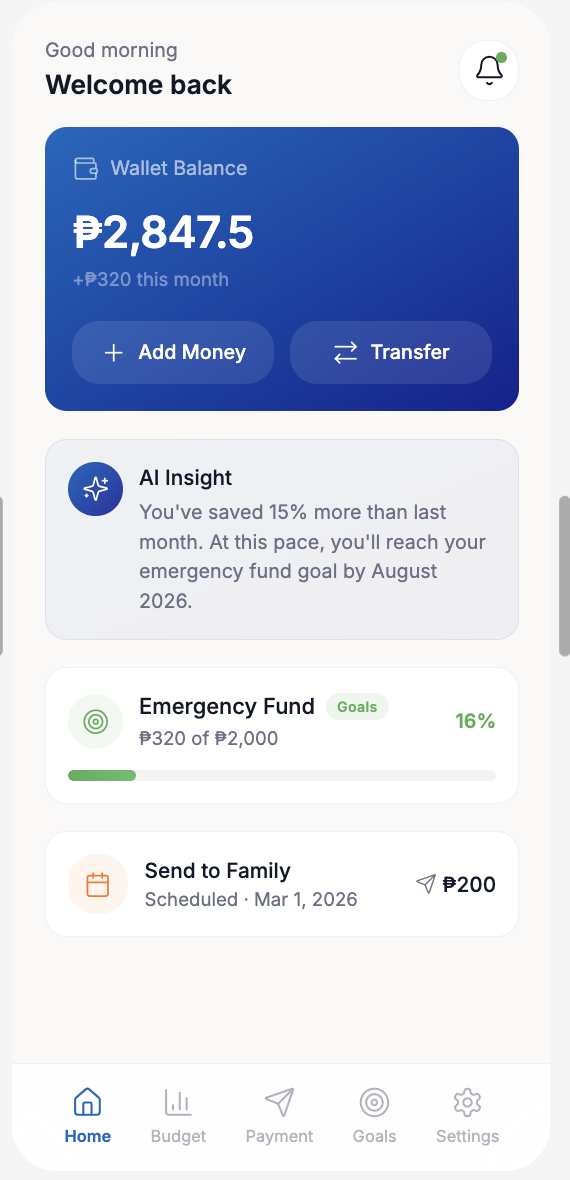 Good morning
Welcome back
Wallet Balance
₱2,847.5
+₱320 this month
Add Money
Transfer
AI Insight
You've saved 15% more than last
month. At this pace, you'll reach your
emergency fund goal by August
2026.
Emergency Fund Goals
16%
₱320 of ₱2,000
Send to Family
₱200
Scheduled · Mar 1, 2026
Home Budget Payment Goals Settings